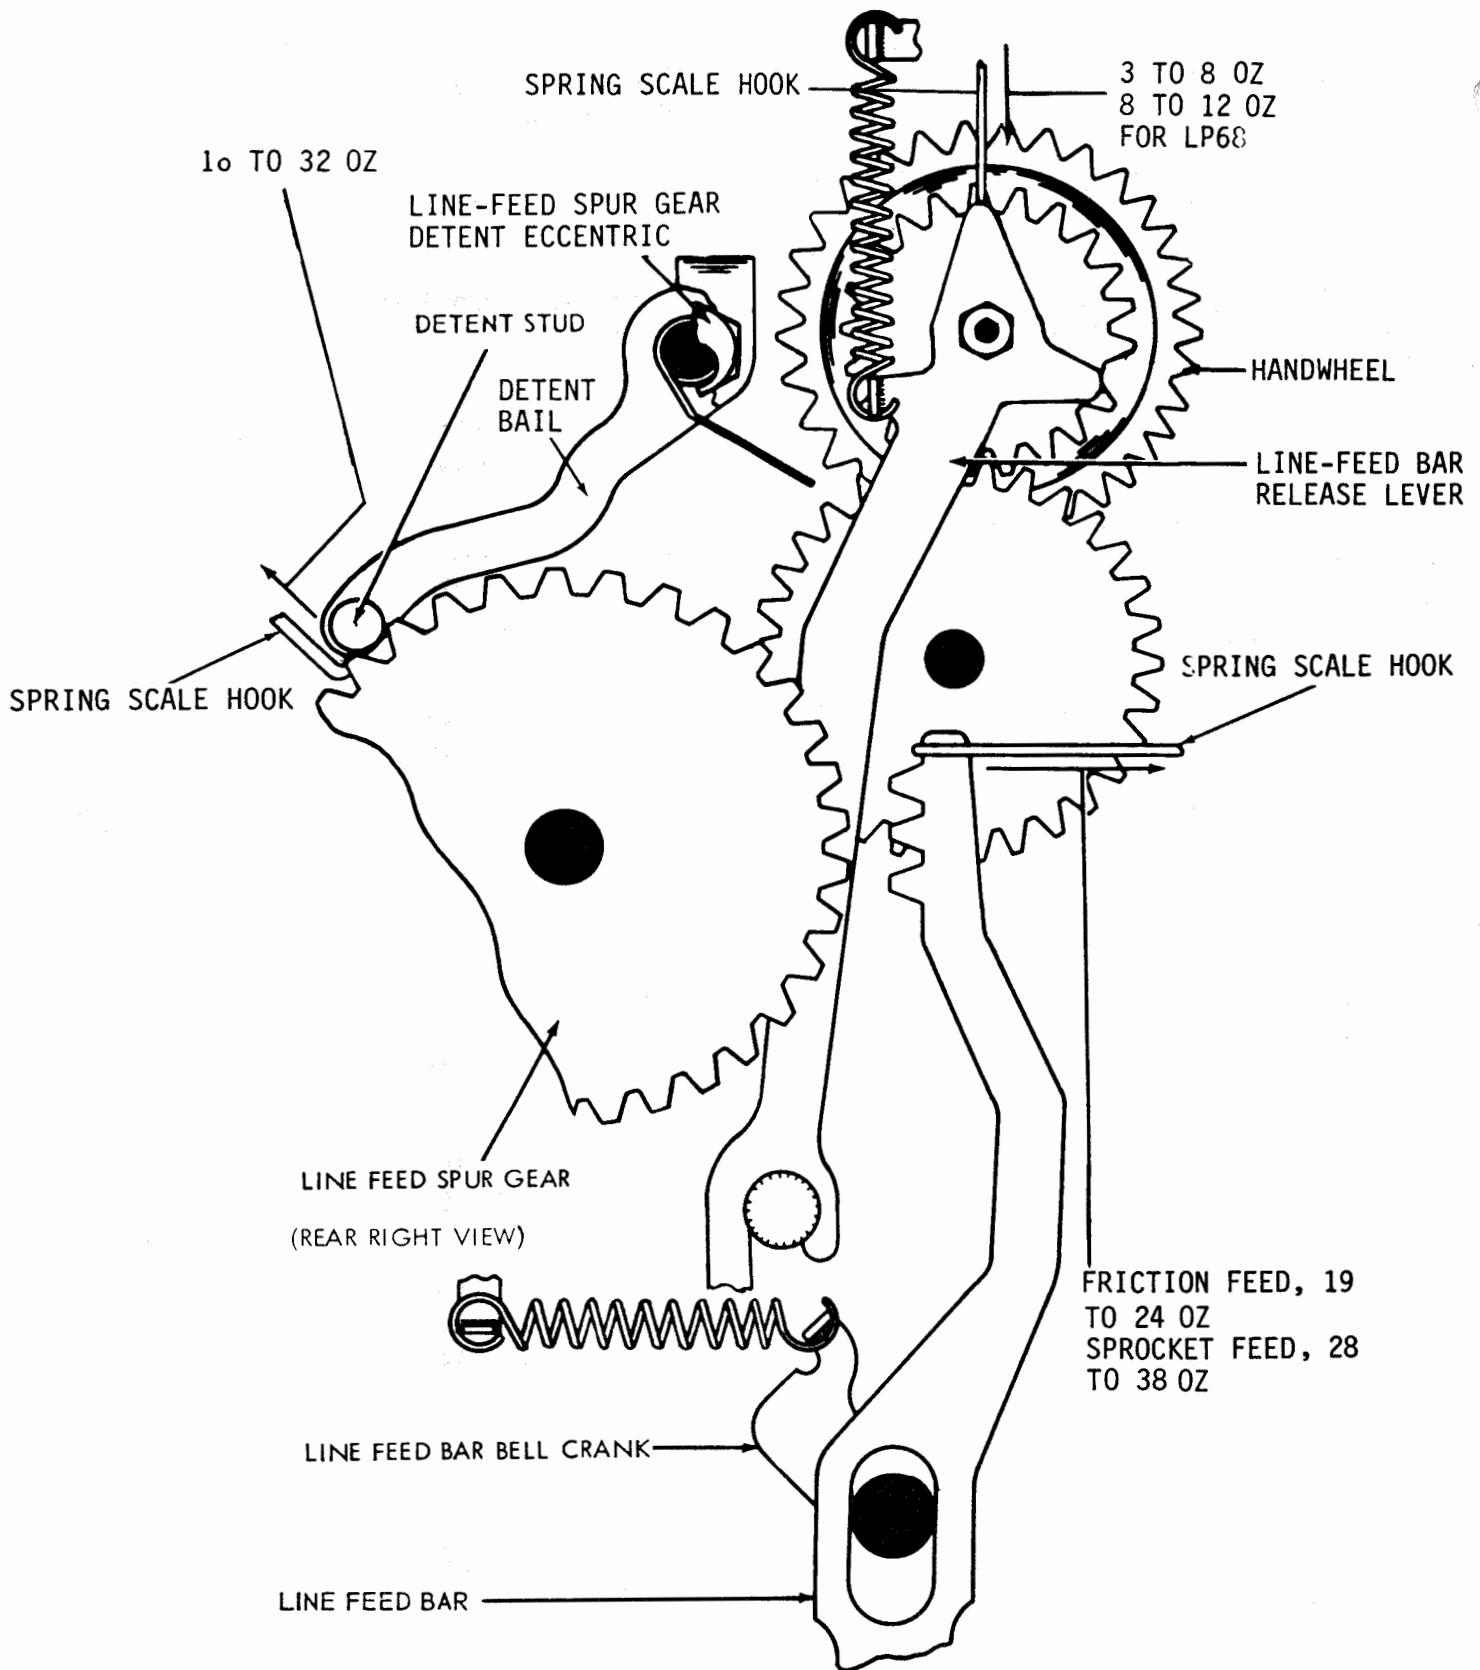 SPRING SCALE HOOK
3 TO 8 OZ
8 TO 12 OZ
FOR LP68
1o TO 32 OZ
LINE-FEED SPUR GEAR
DETENT ECCENTRIC
DETENT STUD
DETENT
BAIL
HANDWHEEL
LINE-FEED BAR
RELEASE LEVER
SPRING SCALE HOOK
SPRING SCALE HOOK
LINE FEED SPUR GEAR
(REAR RIGHT VIEW)
FRICTION FEED, 19
TO 24 OZ
SPROCKET FEED, 28
TO 38 OZ
LINE FEED BAR BELL CRANK
LINE FEED BAR